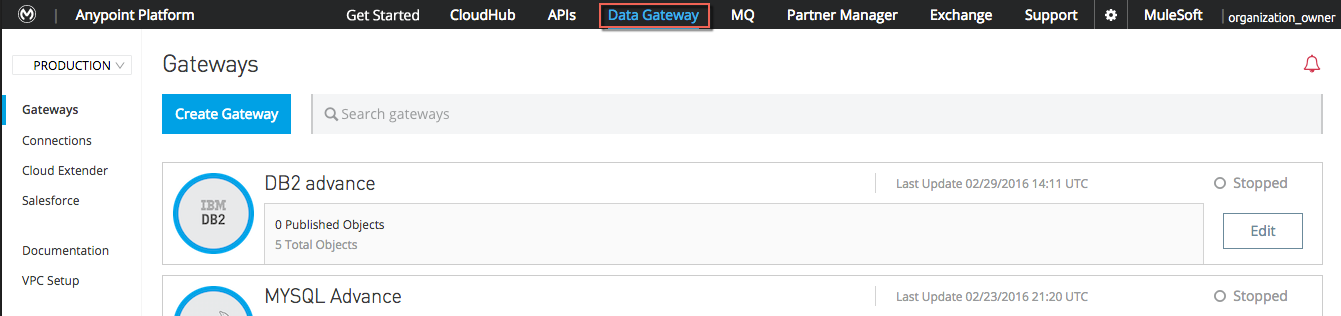 Anypoint Platform Get Started CloudHub APIs Data Gateway MQ Partner Manager Exchange Support MuleSoft organization_owner
PRODUCTION
Gateways
Gateways
Connections
Cloud Extender
Salesforce
Documentation
VPC Setup
Create Gateway Search gateways
IBM
DB2
DB2 advance Last Update 02/29/2016 14:11 UTC Stopped
0 Published Objects
5 Total Objects
Edit
MYSQL Advance Last Update 02/23/2016 21:20 UTC Stopped